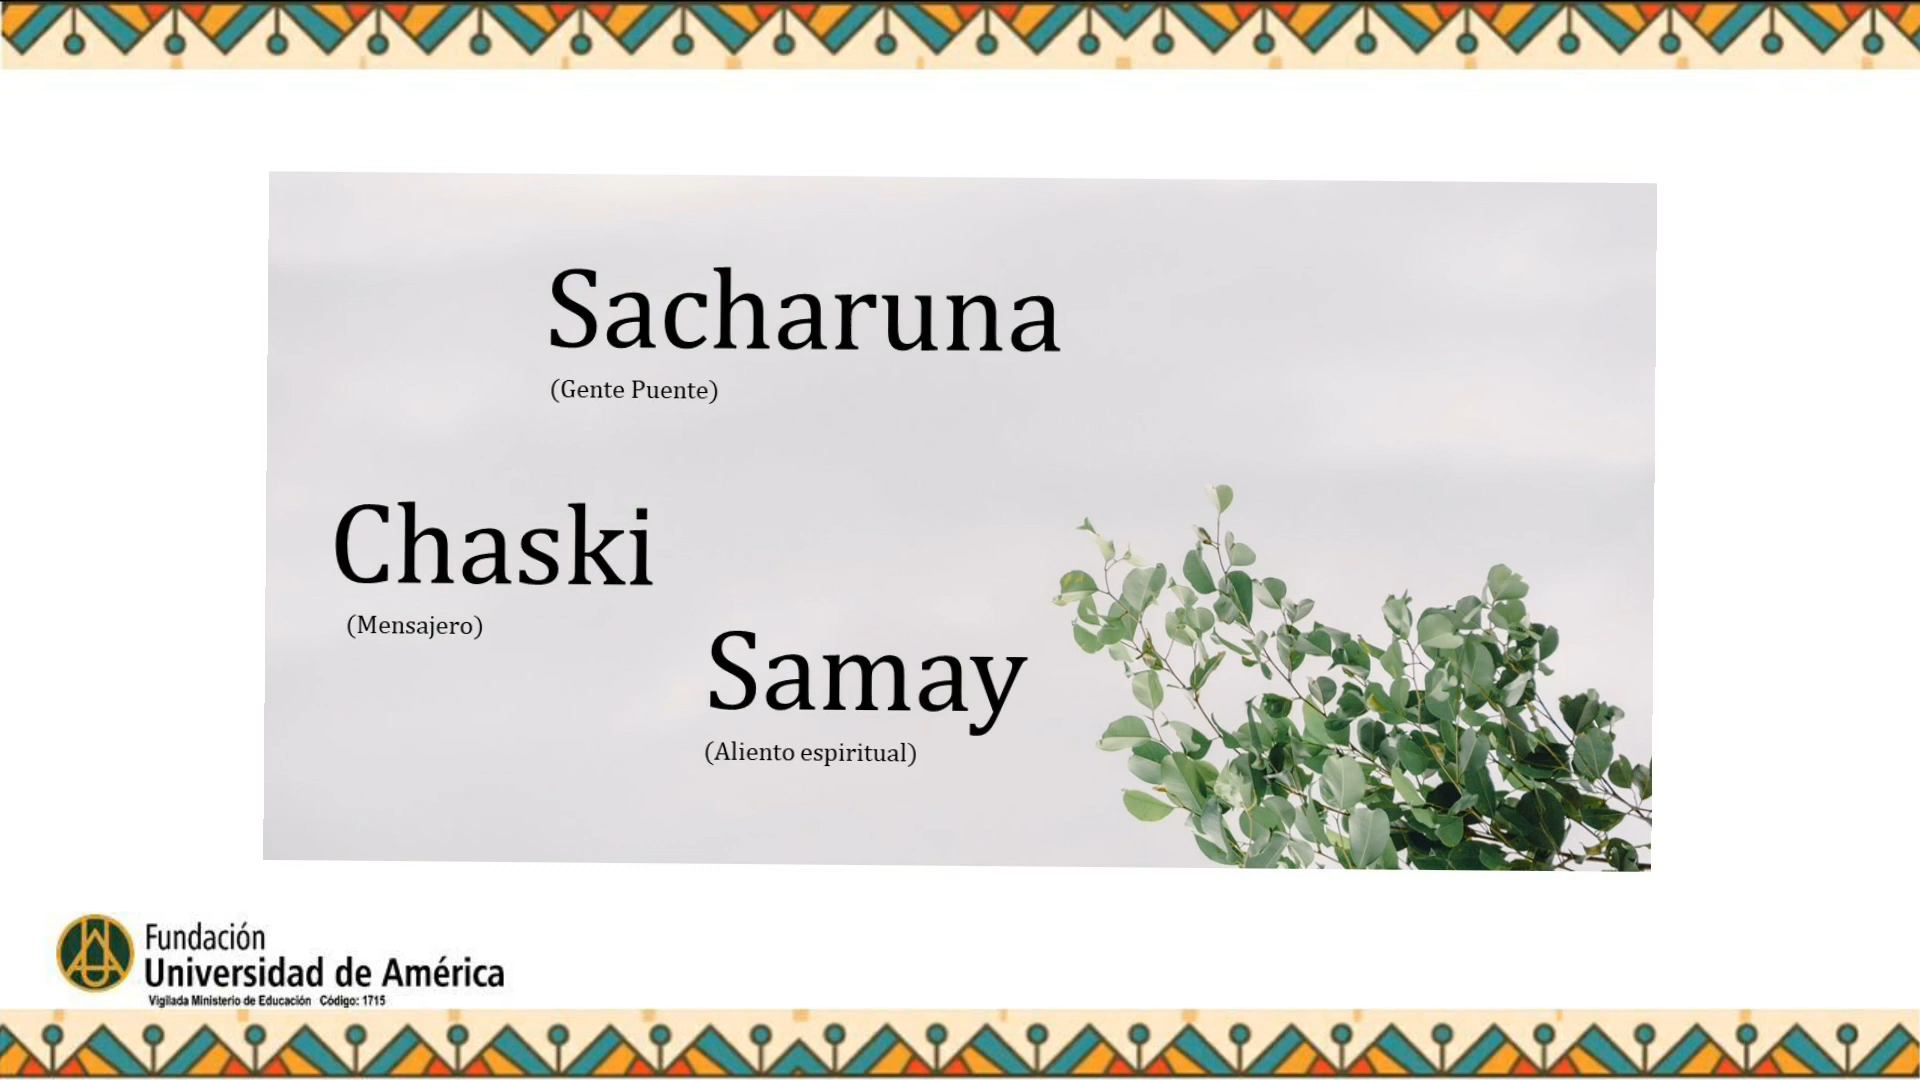 Sacharuna
(Gente Puente)
Chaski
(Mensajero)
Samay
(Aliento espiritual)
Fundación
Universidad de América
Vigilada Ministerio de Educación Código: 1715